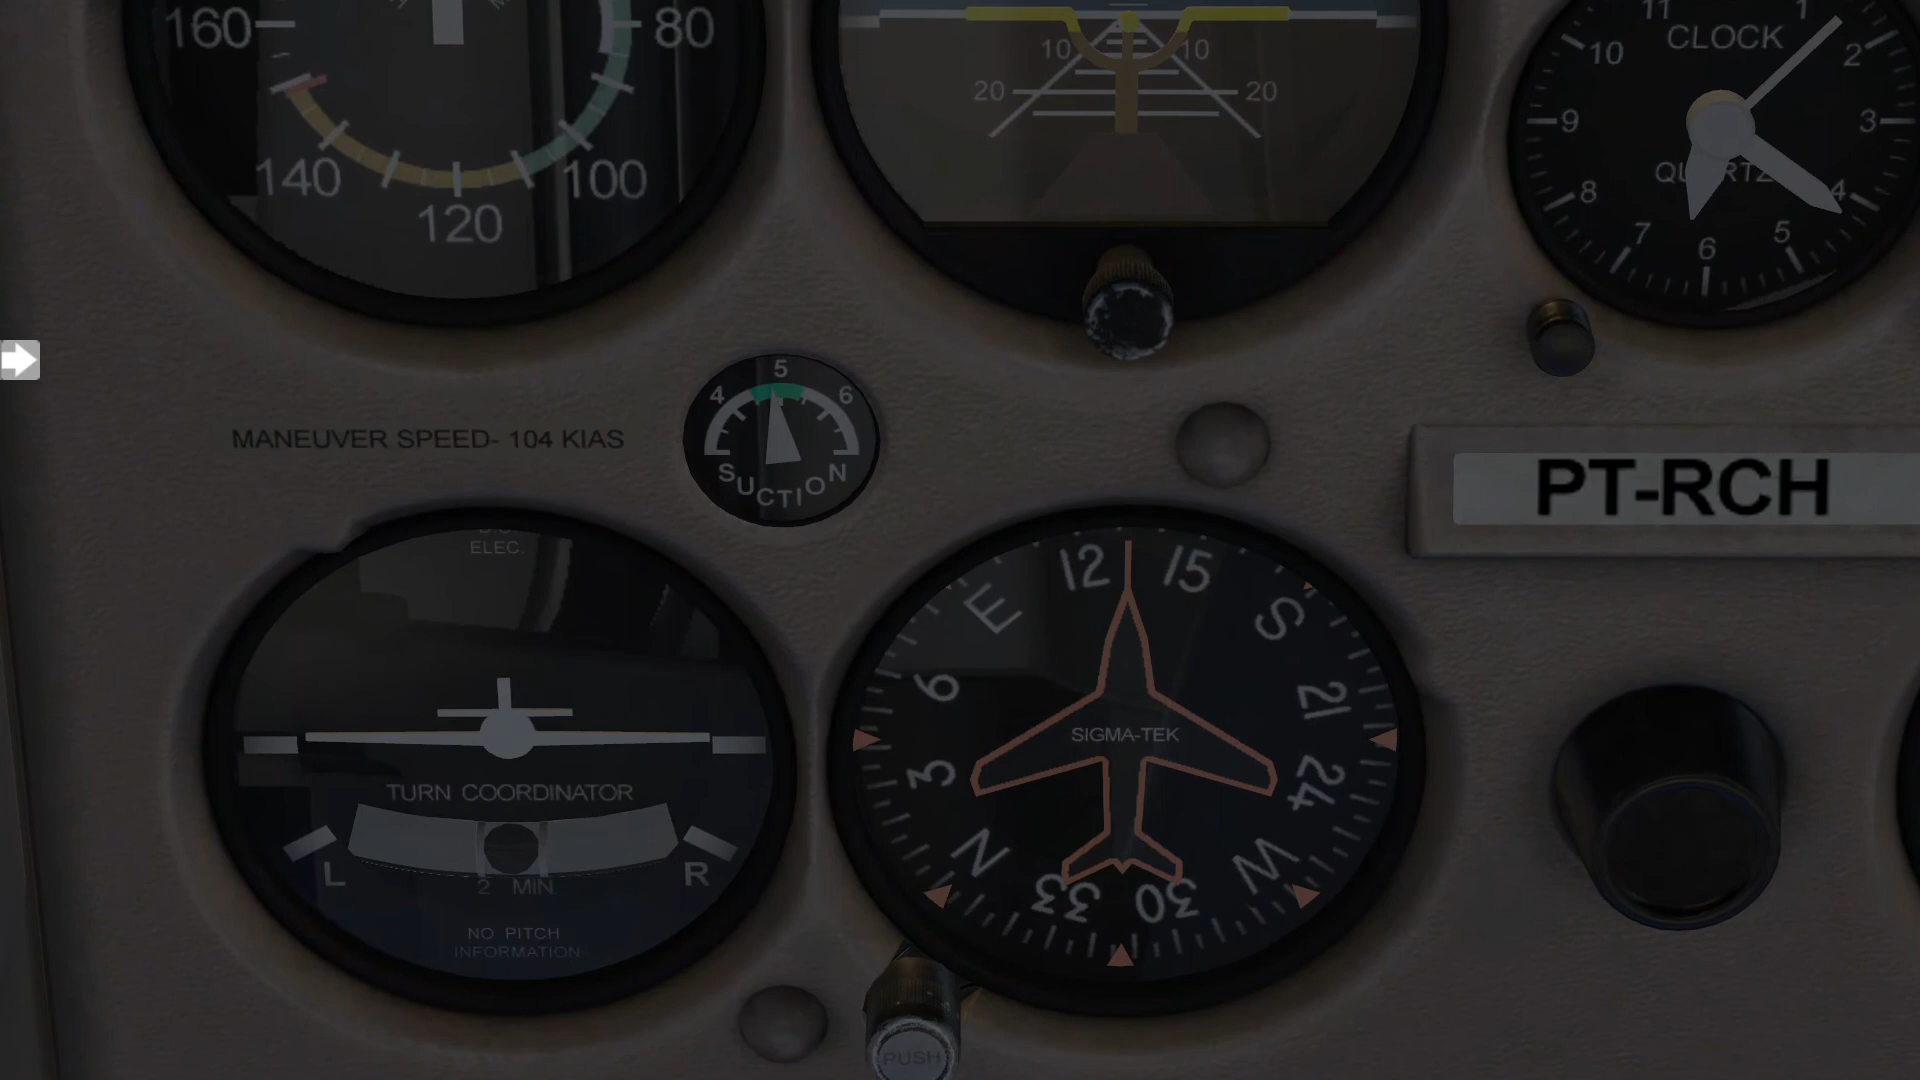 160
80
140
100
120
10
10
20
20
11
1
CLOCK
10
2
9
3
QUARTZ
8
4
7
5
6
5
4
6
SUCTION
MANEUVER SPEED- 104 KIAS
PT-RCH
D.C.
ELEC.
TURN COORDINATOR
L
R
2 MIN.
NO PITCH
INFORMATION
12
15
E
S
6
21
SIGMA-TEK
3
24
N
W
33
30
PUSH